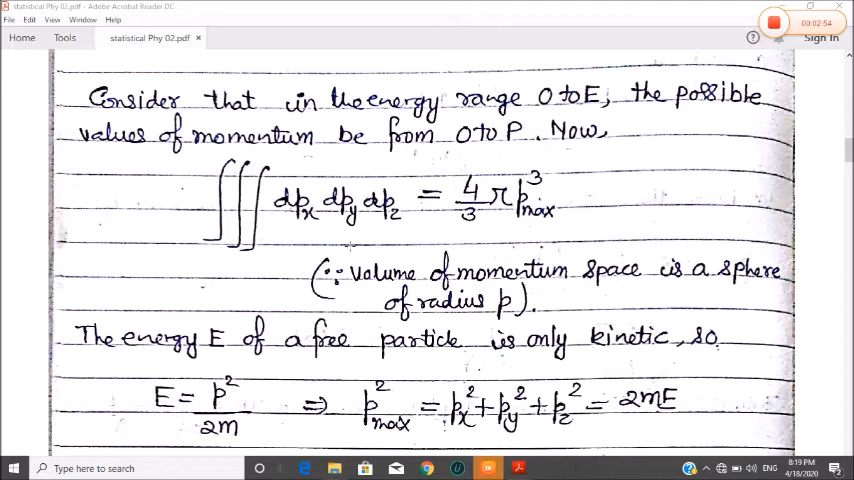 statistical Phy 02.pdf - Adobe Acrobat Reader DC
File Edit View Window Help
00:02:54
Home Tools statistical Phy 02.pdf × Sign In
Consider that in the energy range 0 to E, the possible
values of momentum be from 0 to P. Now,
∭ dpx dpy dpz = 4/3 π p³max
(∵ volume of momentum space is a sphere
of radius p).
The energy E of a free particle is only kinetic, so
E = p²/2m ⇒ p²max = px² + py² + pz² = 2mE
Type here to search
ENG
8:19 PM
4/18/2020
2